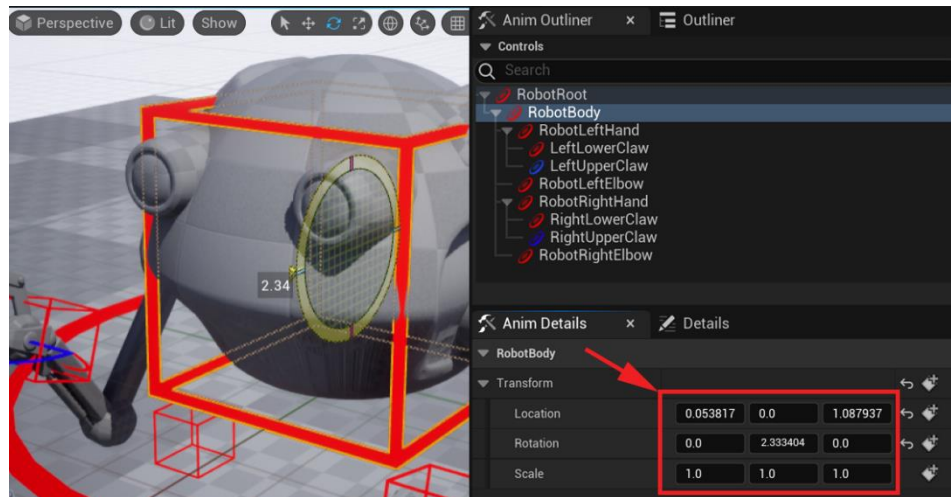 Perspective Lit Show
2.34
Anim Outliner × Outliner
Controls
Search
RobotRoot
RobotBody
RobotLeftHand
LeftLowerClaw
LeftUpperClaw
RobotLeftElbow
RobotRightHand
RightLowerClaw
RightUpperClaw
RobotRightElbow
Anim Details × Details
RobotBody
Transform
Location 0.053817 0.0 1.087937
Rotation 0.0 2.333404 0.0
Scale 1.0 1.0 1.0